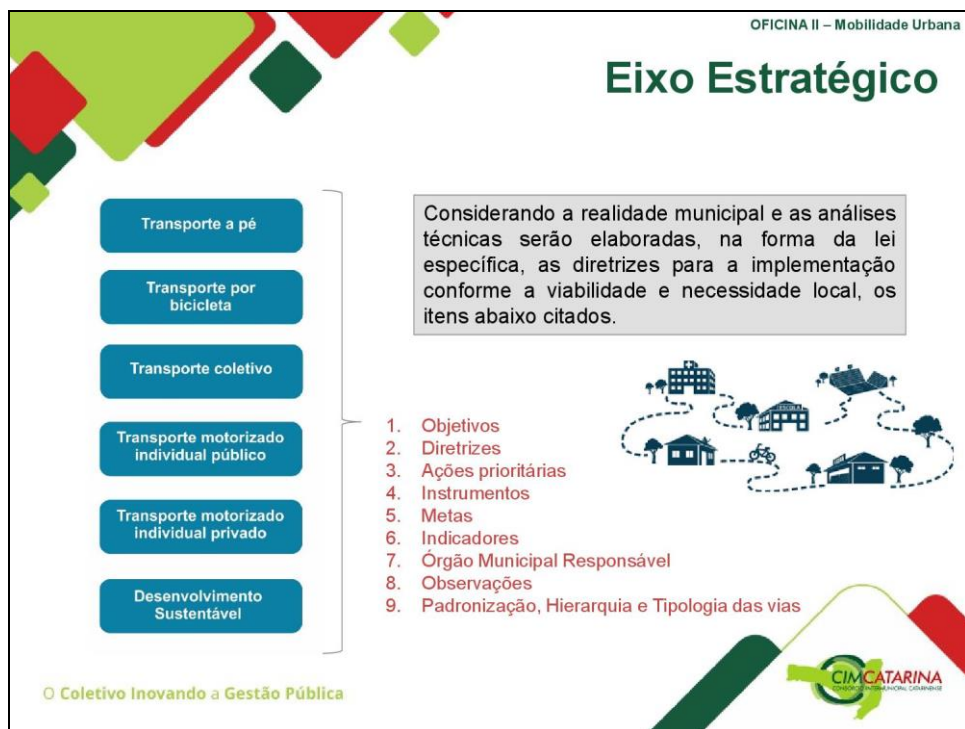 OFICINA II – Mobilidade Urbana
Eixo Estratégico
Transporte a pé
Transporte por
bicicleta
Transporte coletivo
Transporte motorizado
individual público
Transporte motorizado
individual privado
Desenvolvimento
Sustentável
Considerando a realidade municipal e as análises
técnicas serão elaboradas, na forma da lei
específica, as diretrizes para a implementação
conforme a viabilidade e necessidade local, os
itens abaixo citados.
ESCOLA
1. Objetivos
2. Diretrizes
3. Ações prioritárias
4. Instrumentos
5. Metas
6. Indicadores
7. Órgão Municipal Responsável
8. Observações
9. Padronização, Hierarquia e Tipologia das vias
O Coletivo Inovando a Gestão Pública
CIMCATARINA
CONSÓRCIO INTERMUNICIPAL CATARINENSE